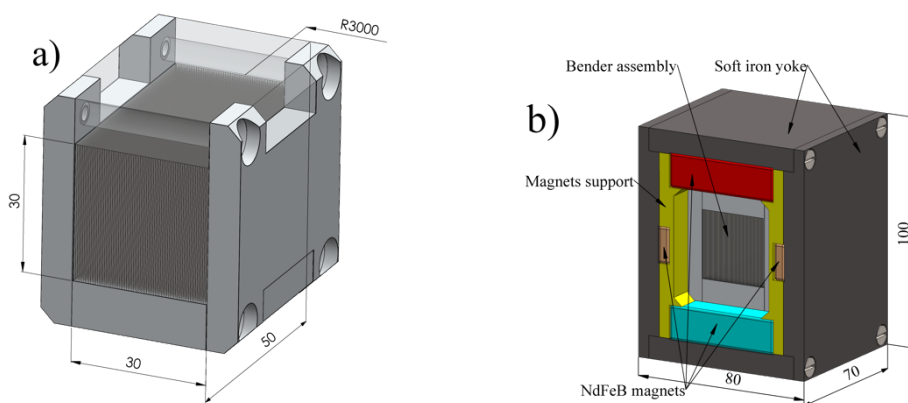 a)
R3000
30
30
50
b)
Bender assembly
Soft iron yoke
Magnets support
100
NdFeB magnets
80
70